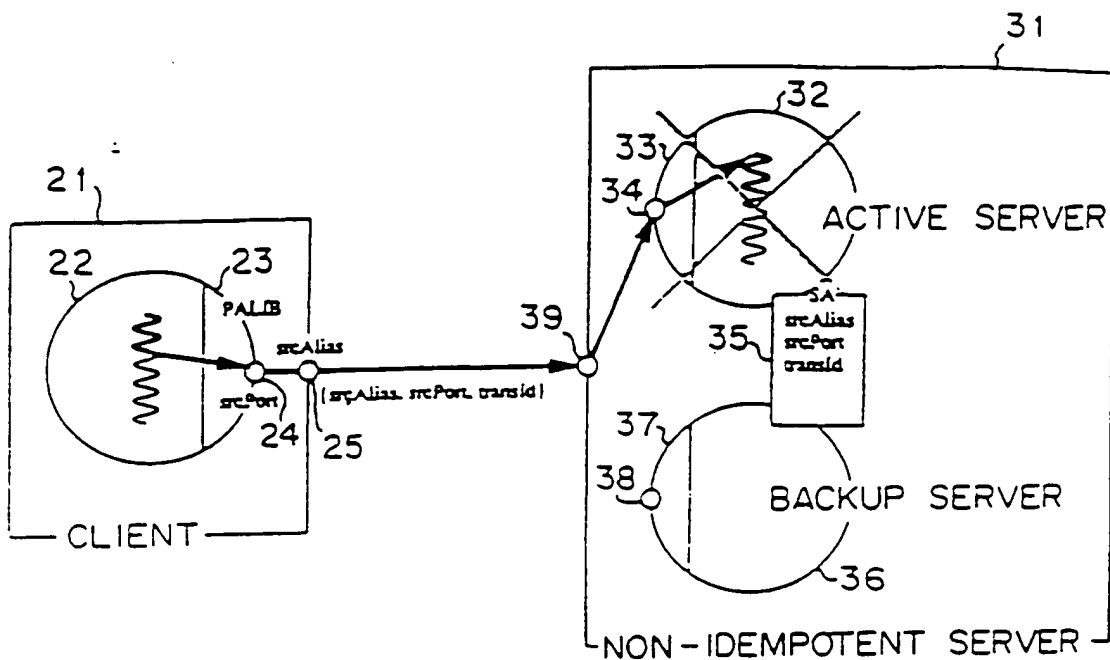 31
32
33
34
ACTIVE SERVER
21
22
23
PALIB
39
SA
srcAlias
srcPort
transId
35
srcAlias
srcPort
(srcAlias, srcPort, transId)
24
25
37
38
BACKUP SERVER
36
CLIENT
NON-IDEMPOTENT SERVER